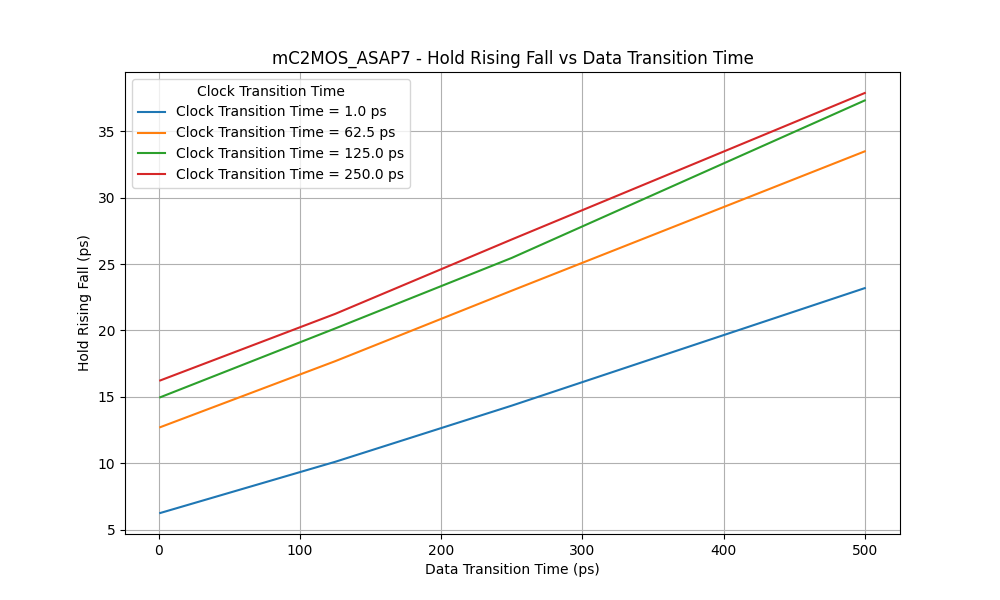 mC2MOS_ASAP7 - Hold Rising Fall vs Data Transition Time
Clock Transition Time
Clock Transition Time = 1.0 ps
Clock Transition Time = 62.5 ps
Clock Transition Time = 125.0 ps
Clock Transition Time = 250.0 ps
Hold Rising Fall (ps)
35
30
25
20
15
10
5
0
100
200
300
400
500
Data Transition Time (ps)